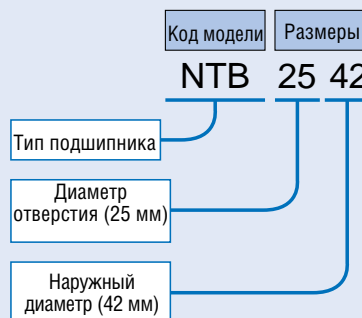 Код модели Размеры
NTB 25 42
Тип подшипника
Диаметр
отверстия (25 мм)
Наружный
диаметр (42 мм)